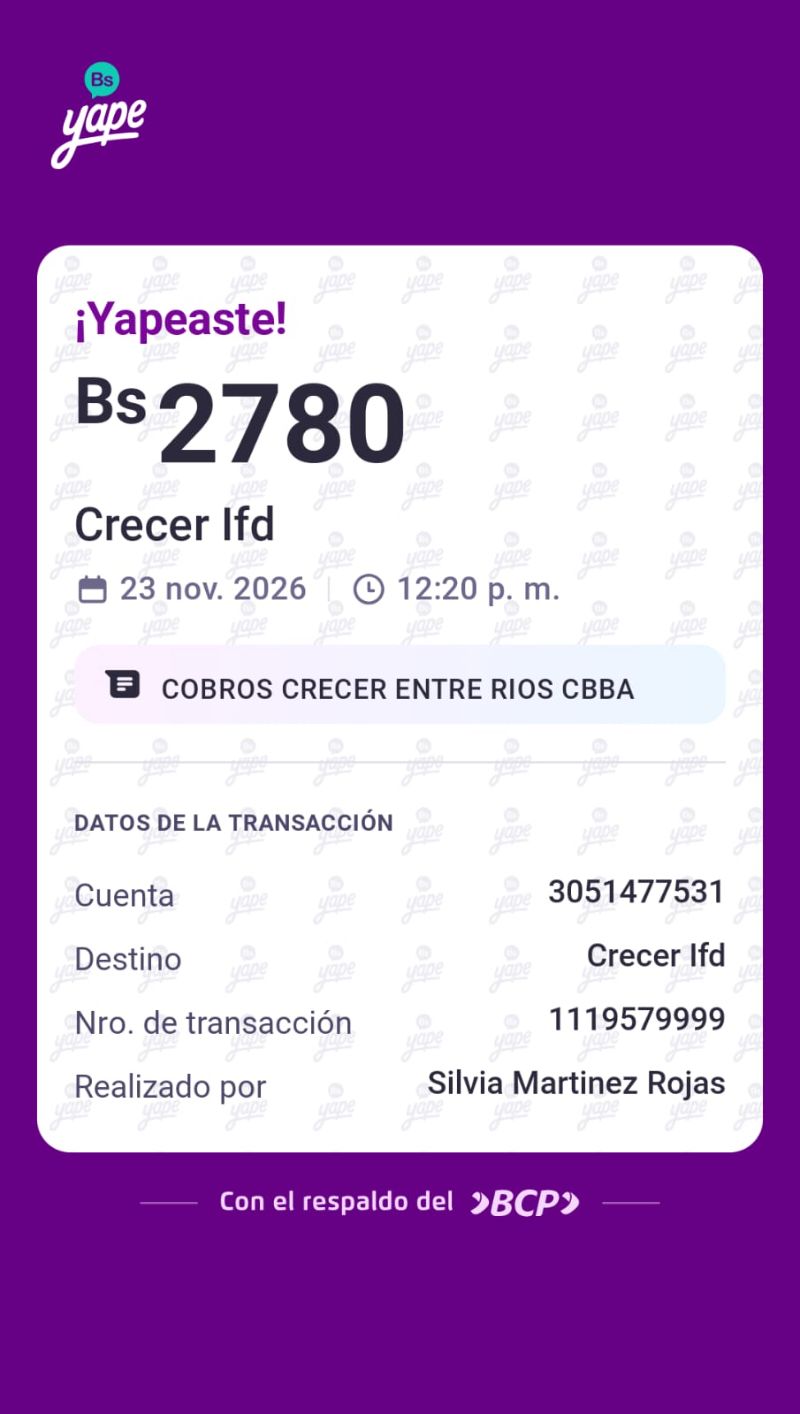 Bs
yape
¡Yapeaste!
Bs 2780
Crecer Ifd
23 nov. 2026 | 12:20 p. m.
COBROS CRECER ENTRE RIOS CBBA
DATOS DE LA TRANSACCIÓN
Cuenta 3051477531
Destino Crecer Ifd
Nro. de transacción 1119579999
Realizado por Silvia Martinez Rojas
Con el respaldo del BCP